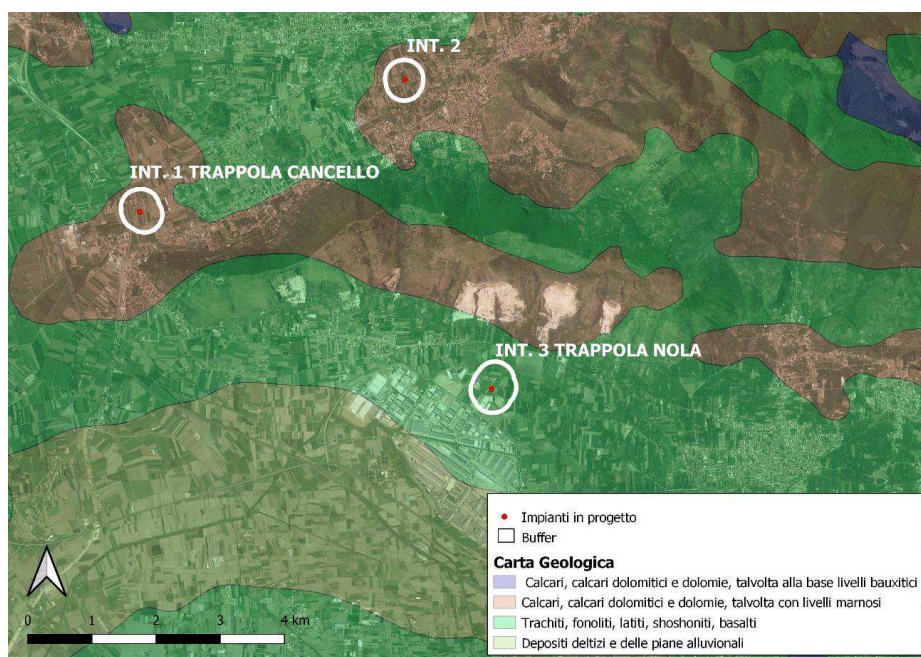 INT. 2
INT. 1 TRAPPOLA CANCELLO
INT. 3 TRAPPOLA NOLA
Impianti in progetto
Buffer
Carta Geologica
Calcari, calcari dolomitici e dolomie, talvolta alla base livelli bauxitici
Calcari, calcari dolomitici e dolomie, talvolta con livelli marnosi
Trachiti, fonoliti, latiti, shoshoniti, basalti
Depositi deltizi e delle piane alluvionali
0 1 2 3 4 km